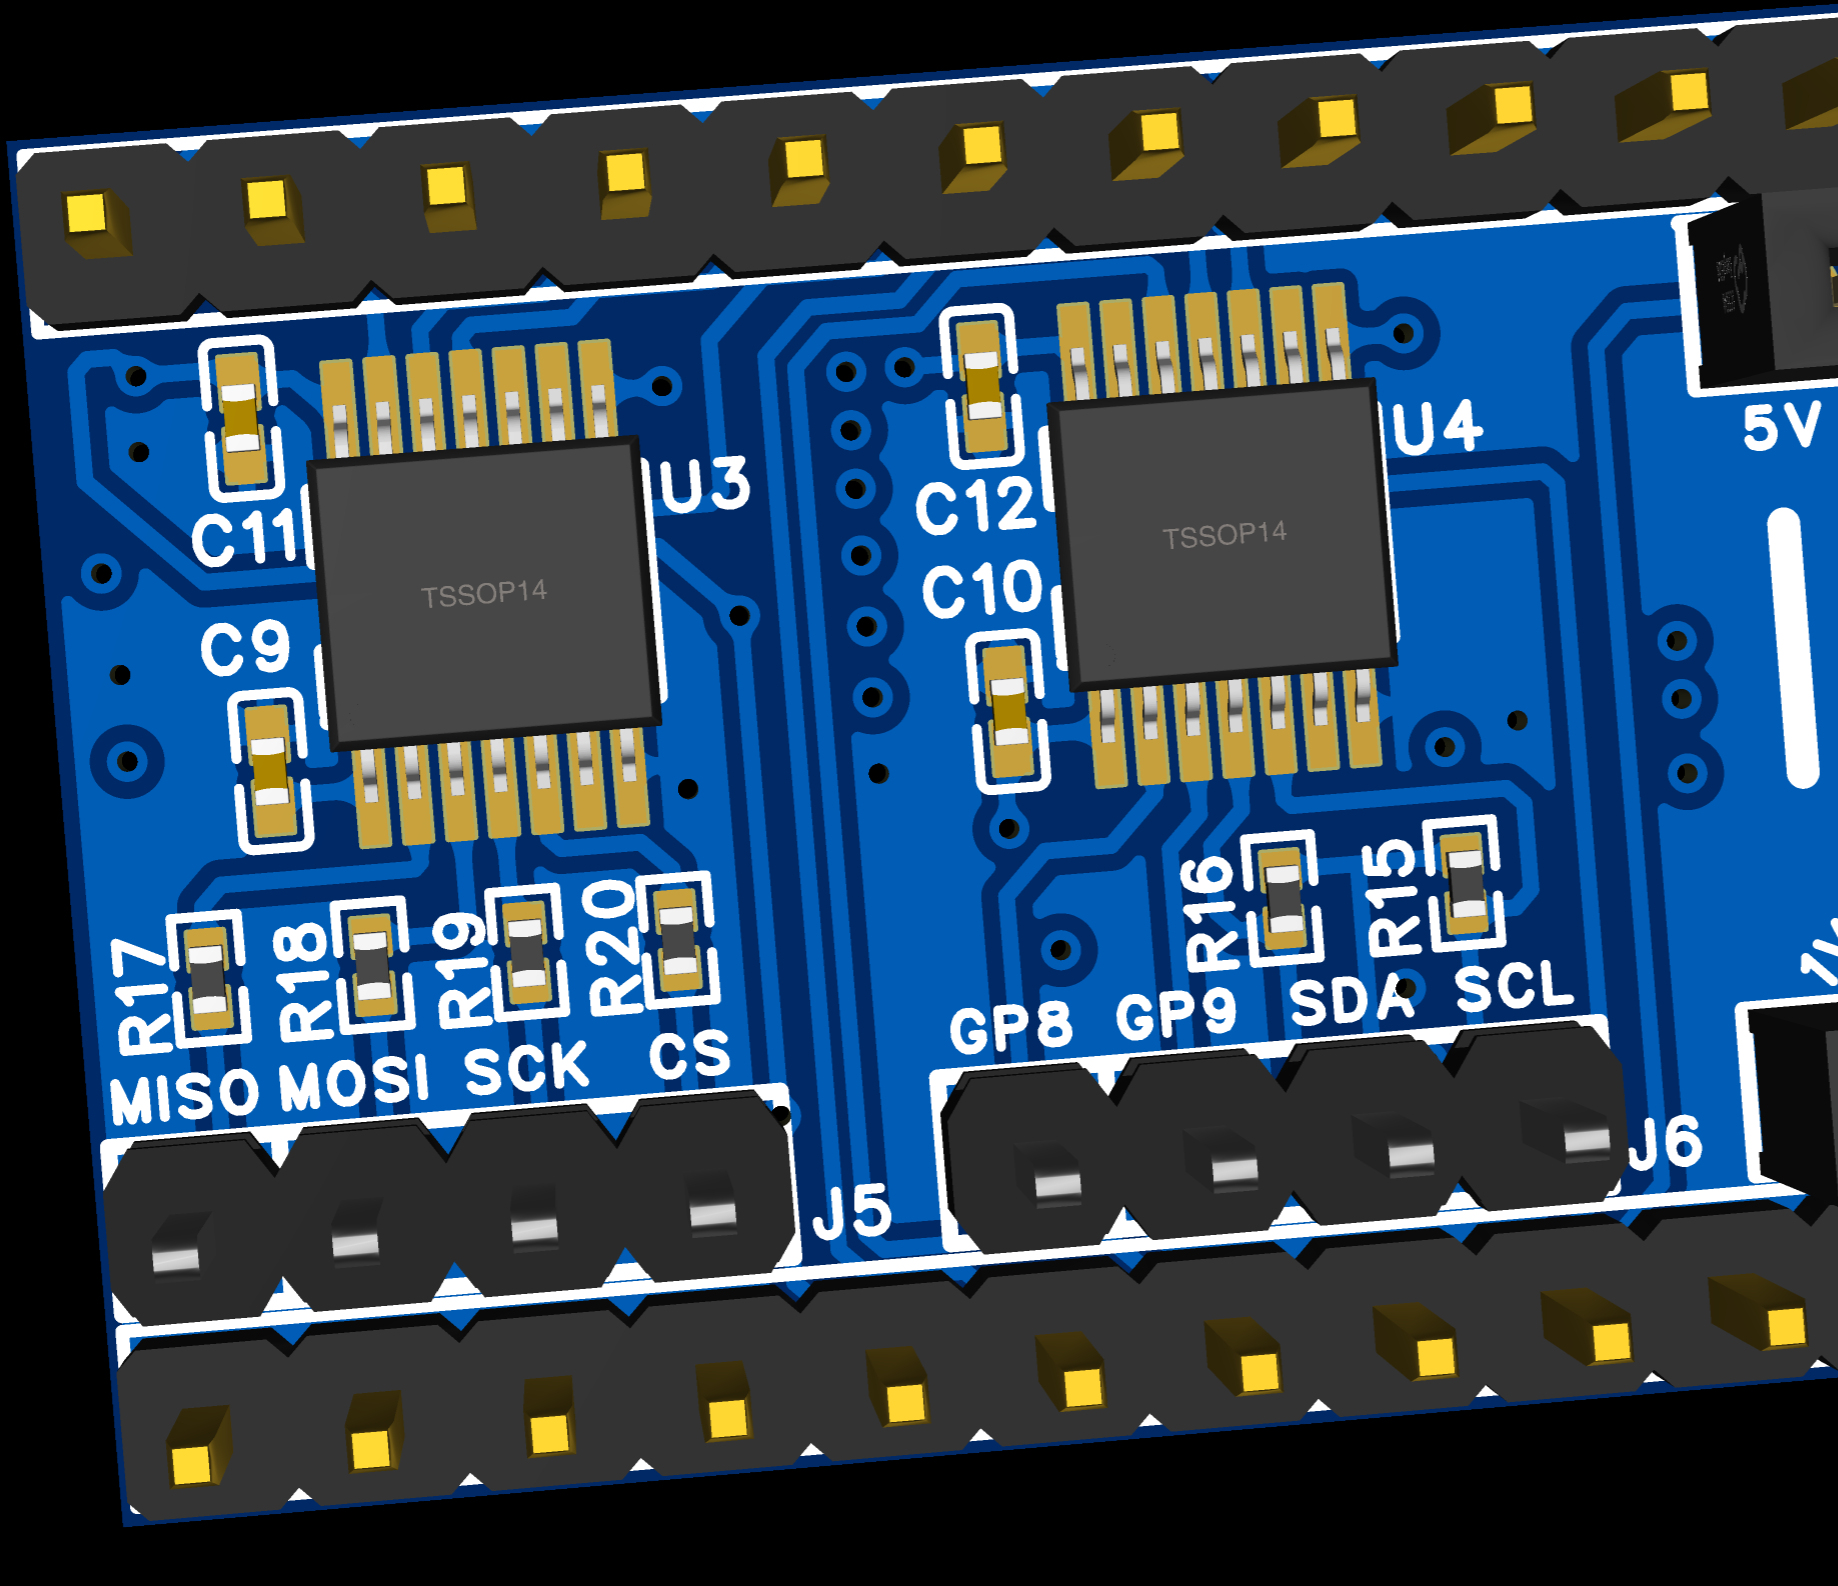 5V
U4
U3
C12
C11
TSSOP14
TSSOP14
C10
C9
R16
R15
R17
R18
R19
R20
GP8
GP9
SDA
SCL
MISO
MOSI
SCK
CS
J6
J5